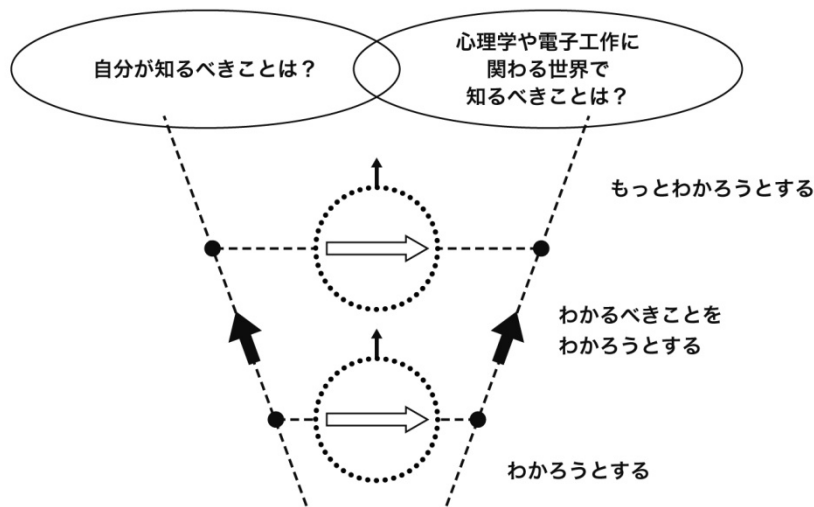 自分が知るべきことは？
心理学や電子工作に
関わる世界で
知るべきことは？
もっとわかろうとする
わかるべきことを
わかろうとする
わかろうとする